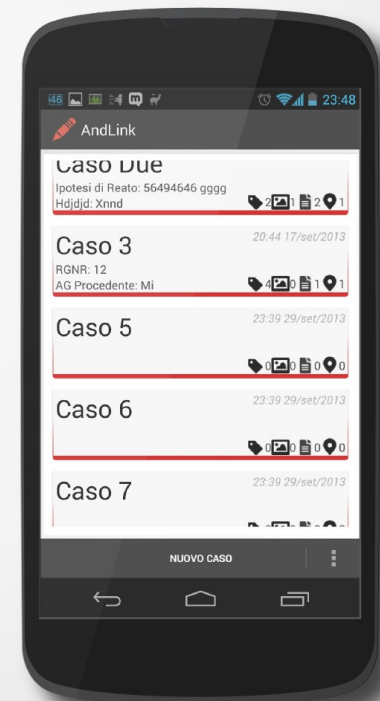 46 23:48
AndLink
Caso Due
Ipotesi di Reato: 56494646 gggg
Hdjdjd: Xnnd
2 1 2 1
20:44 17/set/2013
Caso 3
RGNR: 12
AG Procedente: Mi
4 0 1 1
23:39 29/set/2013
Caso 5
0 0 0 0
23:39 29/set/2013
Caso 6
0 0 0 0
23:39 29/set/2013
Caso 7
NUOVO CASO